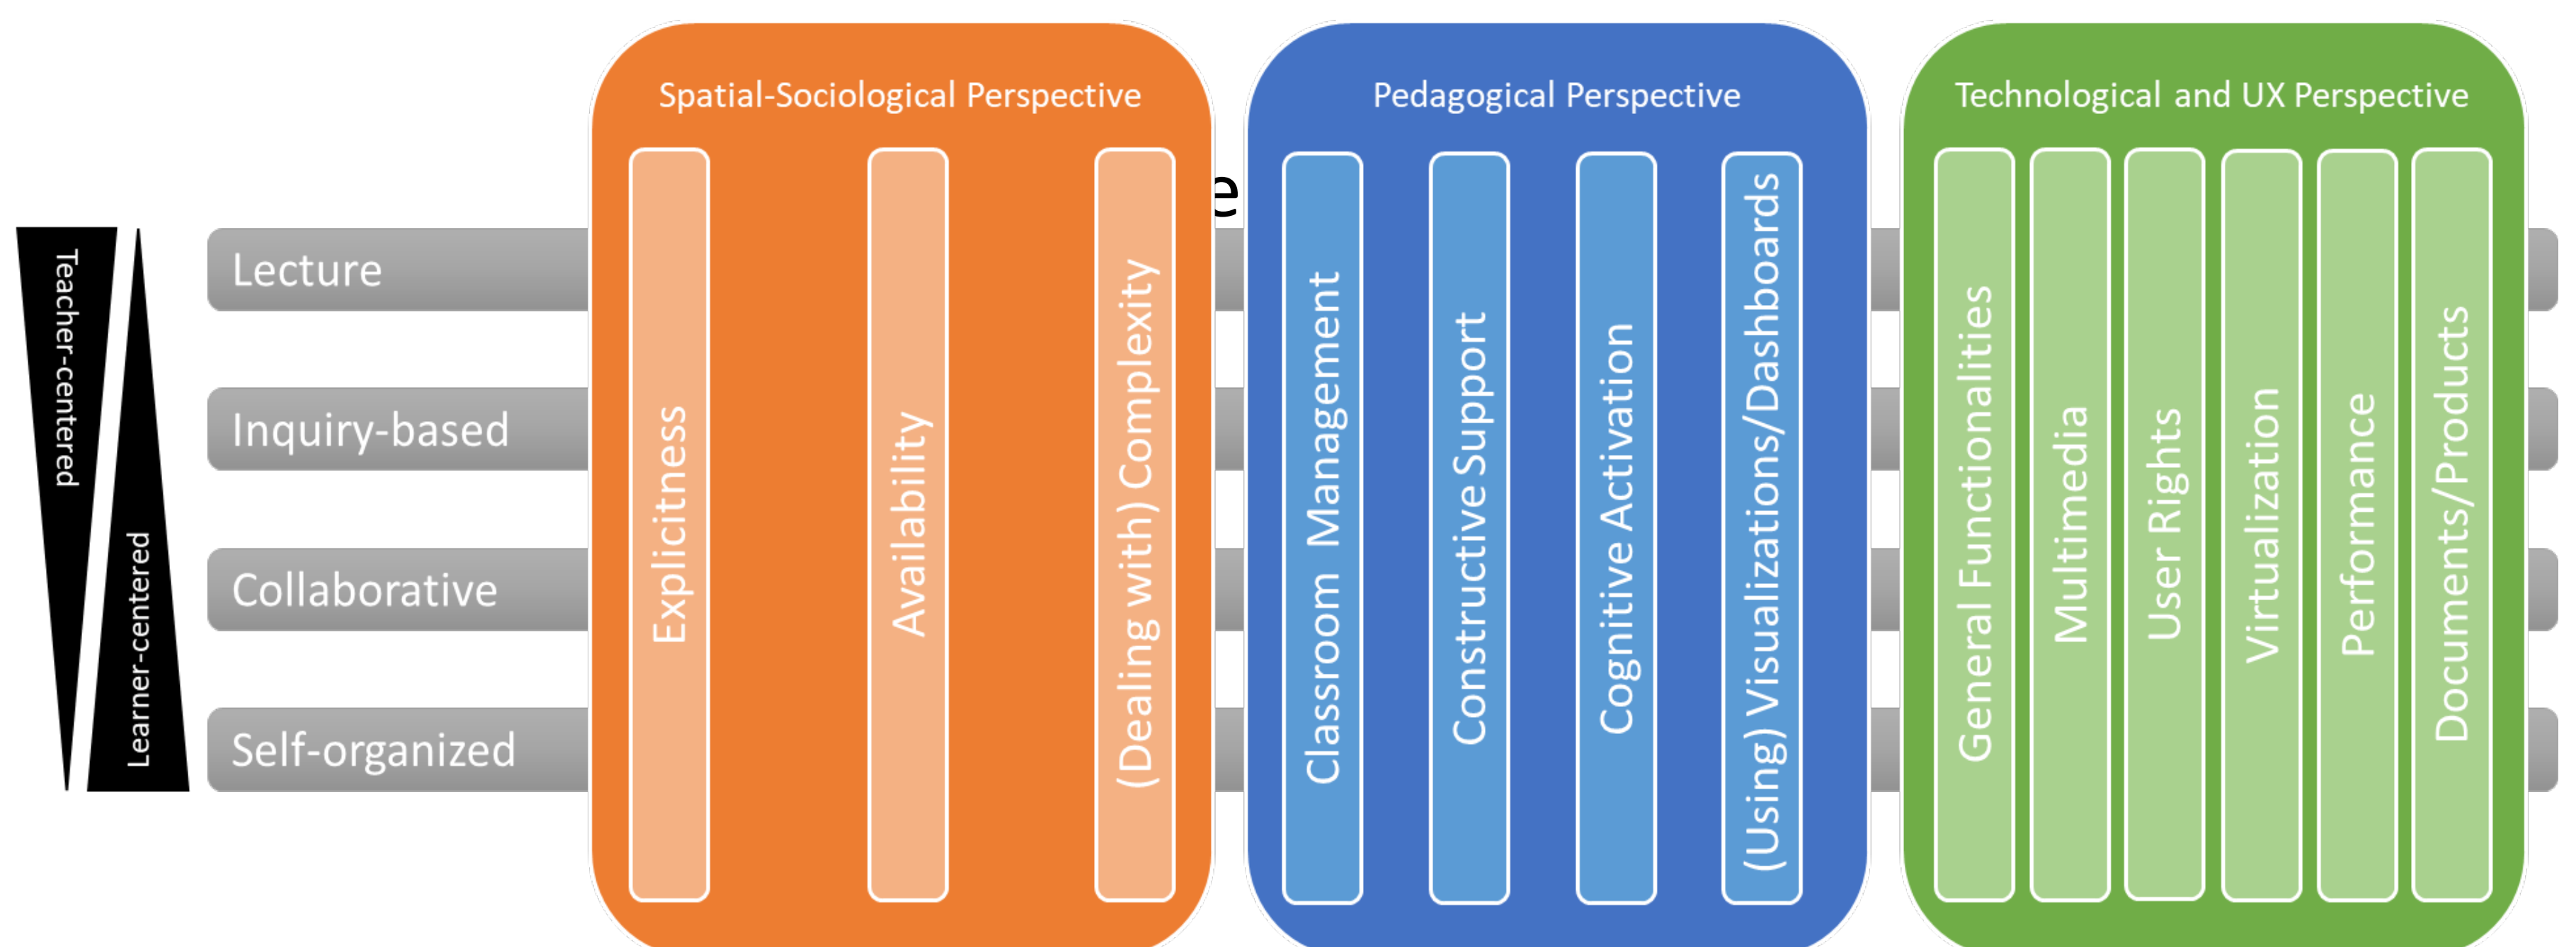 Spatial-Sociological Perspective
Pedagogical Perspective
Technological and UX Perspective
e
Teacher-centered
Learner-centered
Lecture
Inquiry-based
Collaborative
Self-organized
Explicitness
Availability
(Dealing with) Complexity
Classroom Management
Constructive Support
Cognitive Activation
(Using) Visualizations/Dashboards
General Functionalities
Multimedia
User Rights
Virtualization
Performance
Documents/Products